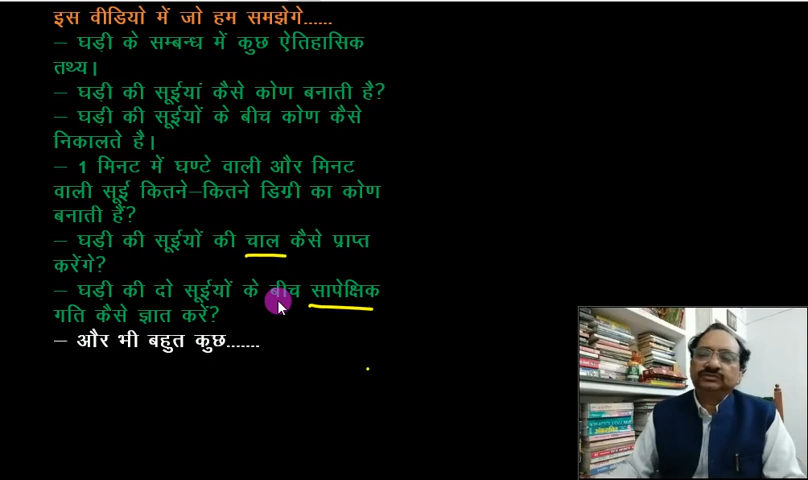 इस वीडियो में जो हम समझेगे......
– घड़ी के सम्बन्ध में कुछ ऐतिहासिक
तथ्य।
– घड़ी की सूईयां कैसे कोण बनाती है?
– घड़ी की सूईयों के बीच कोण कैसे
निकालते है।
– 1 मिनट में घण्टे वाली और मिनट
वाली सूई कितने–कितने डिग्री का कोण
बनाती हैं?
– घड़ी की सूईयों की चाल कैसे प्राप्त
करेंगे?
– घड़ी की दो सूईयों के बीच सापेक्षिक
गति कैसे ज्ञात करें?
– और भी बहुत कुछ.......